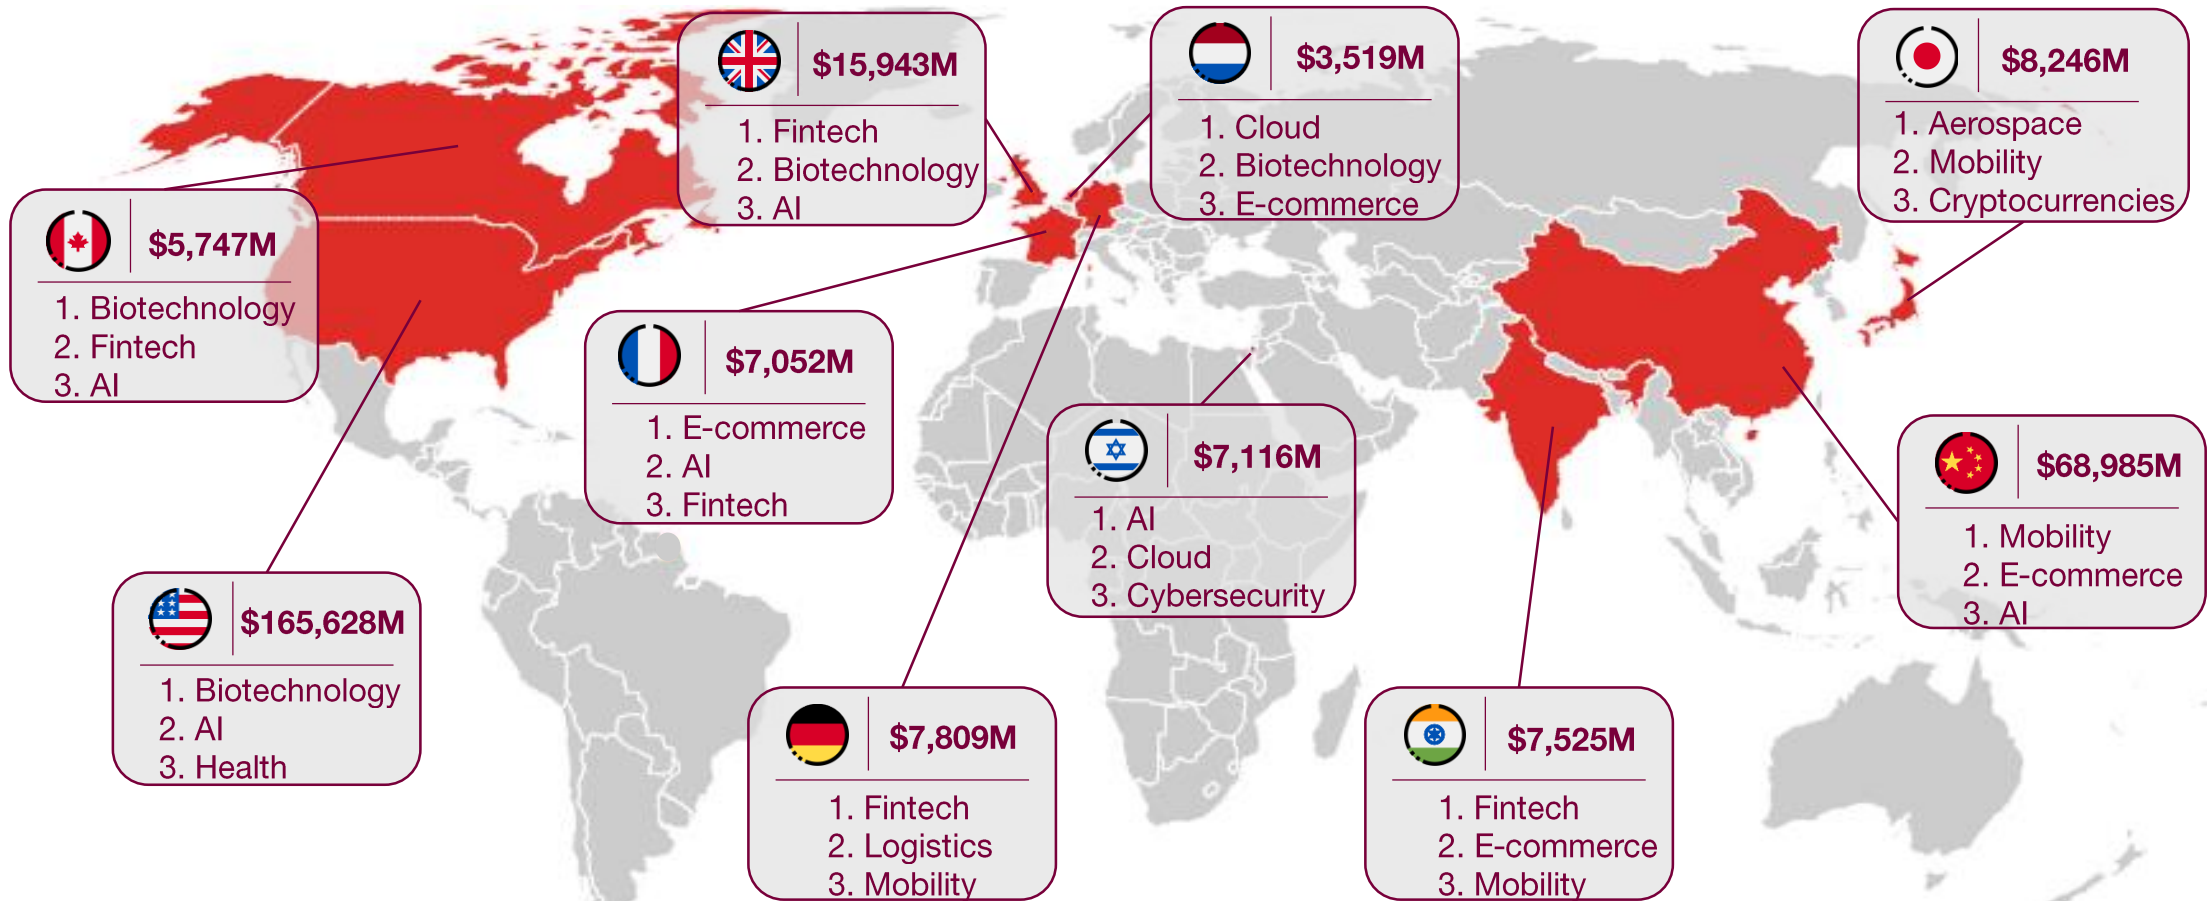 $15,943M
1. Fintech
2. Biotechnology
3. AI
$3,519M
1. Cloud
2. Biotechnology
3. E-commerce
$8,246M
1. Aerospace
2. Mobility
3. Cryptocurrencies
$5,747M
1. Biotechnology
2. Fintech
3. AI
$7,052M
1. E-commerce
2. AI
3. Fintech
$7,116M
1. AI
2. Cloud
3. Cybersecurity
$68,985M
1. Mobility
2. E-commerce
3. AI
$165,628M
1. Biotechnology
2. AI
3. Health
$7,809M
1. Fintech
2. Logistics
3. Mobility
$7,525M
1. Fintech
2. E-commerce
3. Mobility